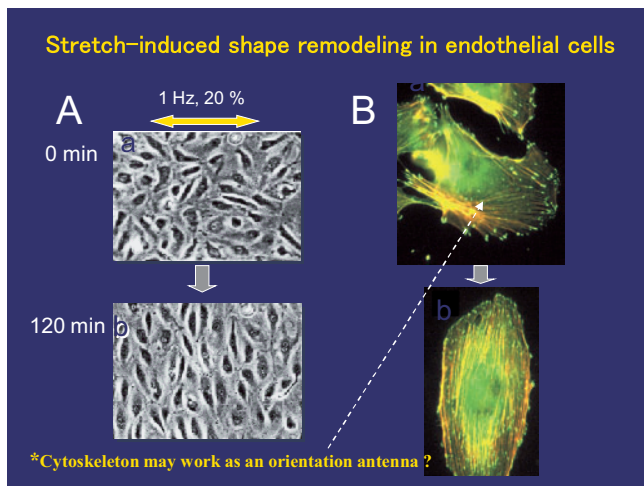 Stretch-induced shape remodeling in endothelial cells
A
1 Hz, 20 %
B
0 min
a
a
120 min
b
b
*Cytoskeleton may work as an orientation antenna ?